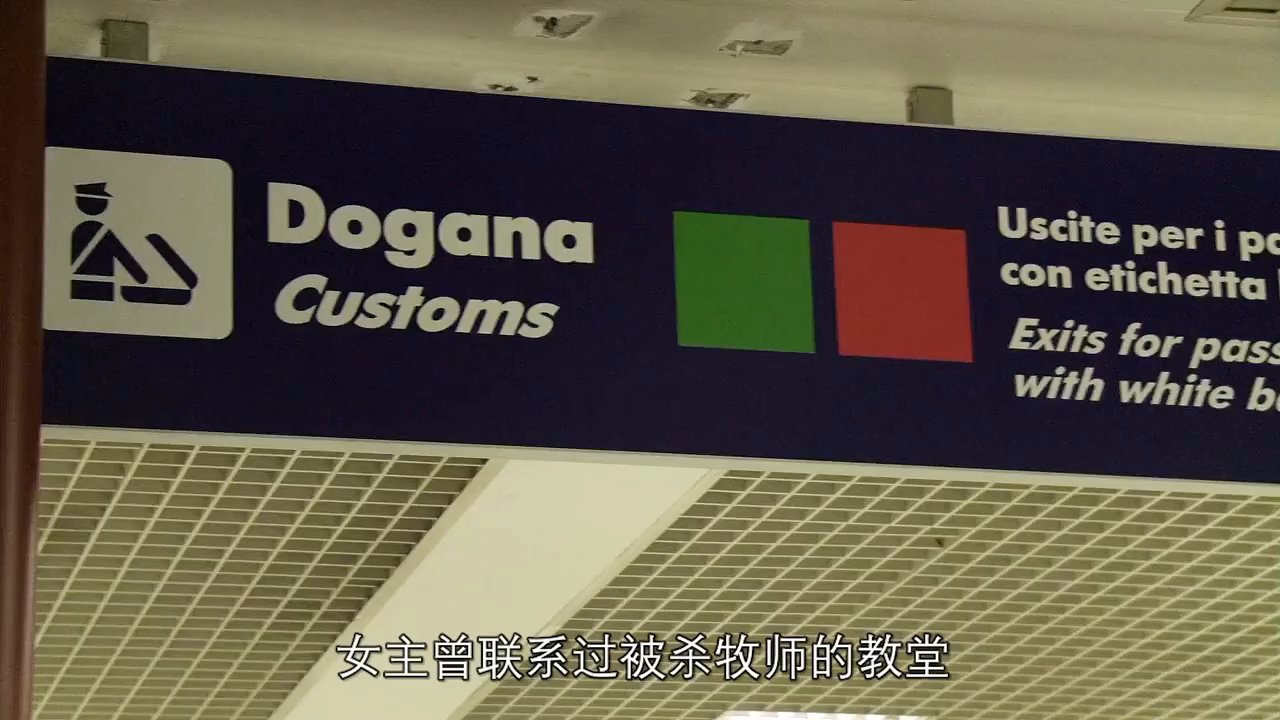 Dogana
Customs
Uscite per i
con etichetta
Exits for
with white
女主曾联系过被杀牧师的教堂